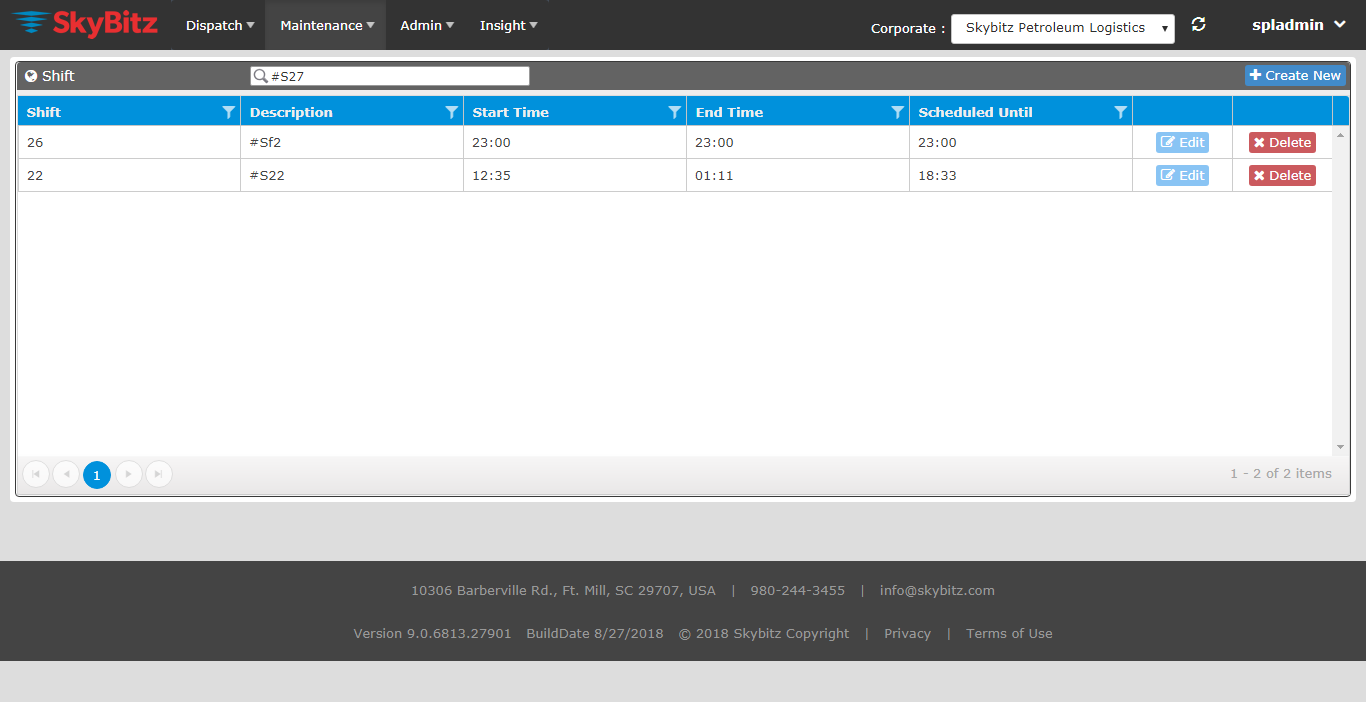 SkyBitz Dispatch Maintenance Admin Insight Corporate : Skybitz Petroleum Logistics spladmin
Shift #S27 Create New
Shift Description Start Time End Time Scheduled Until
26 #Sf2 23:00 23:00 23:00 Edit Delete
22 #S22 12:35 01:11 18:33 Edit Delete
1 1 - 2 of 2 items
10306 Barberville Rd., Ft. Mill, SC 29707, USA | 980-244-3455 | info@skybitz.com
Version 9.0.6813.27901 BuildDate 8/27/2018 © 2018 Skybitz Copyright | Privacy | Terms of Use